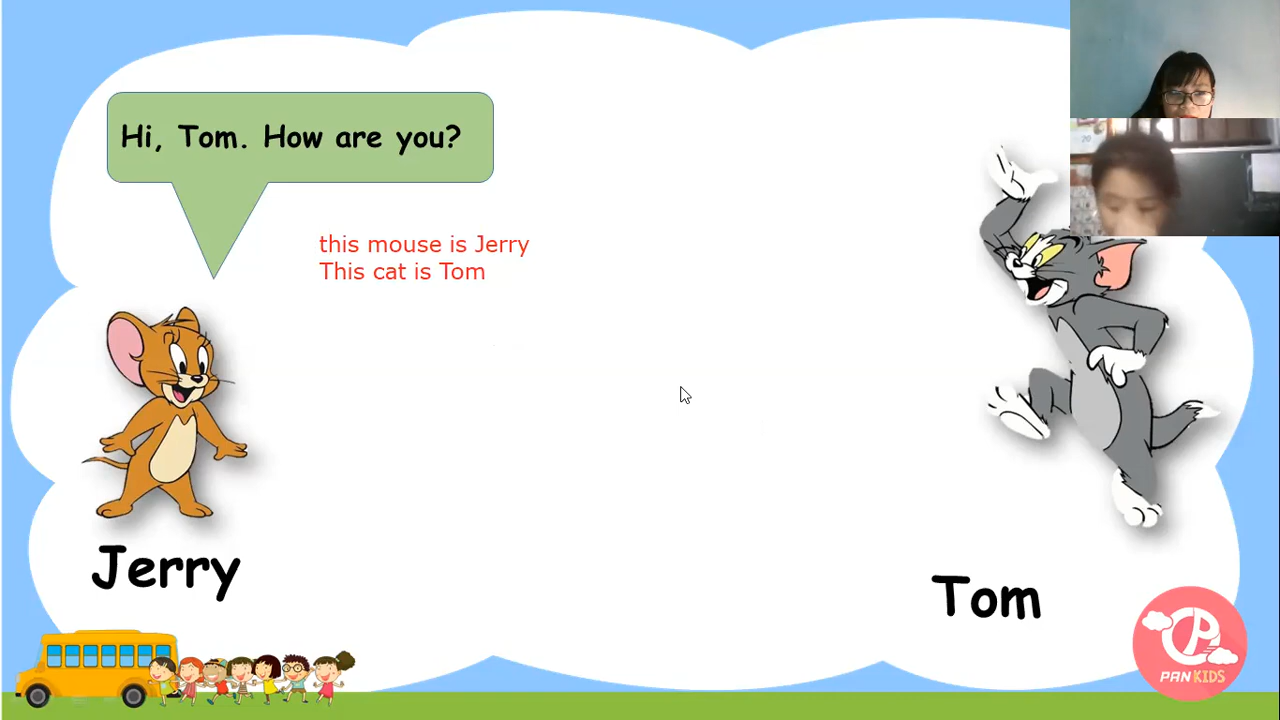 Hi, Tom. How are you?
this mouse is Jerry
This cat is Tom
Jerry
Tom
PAN KIDS